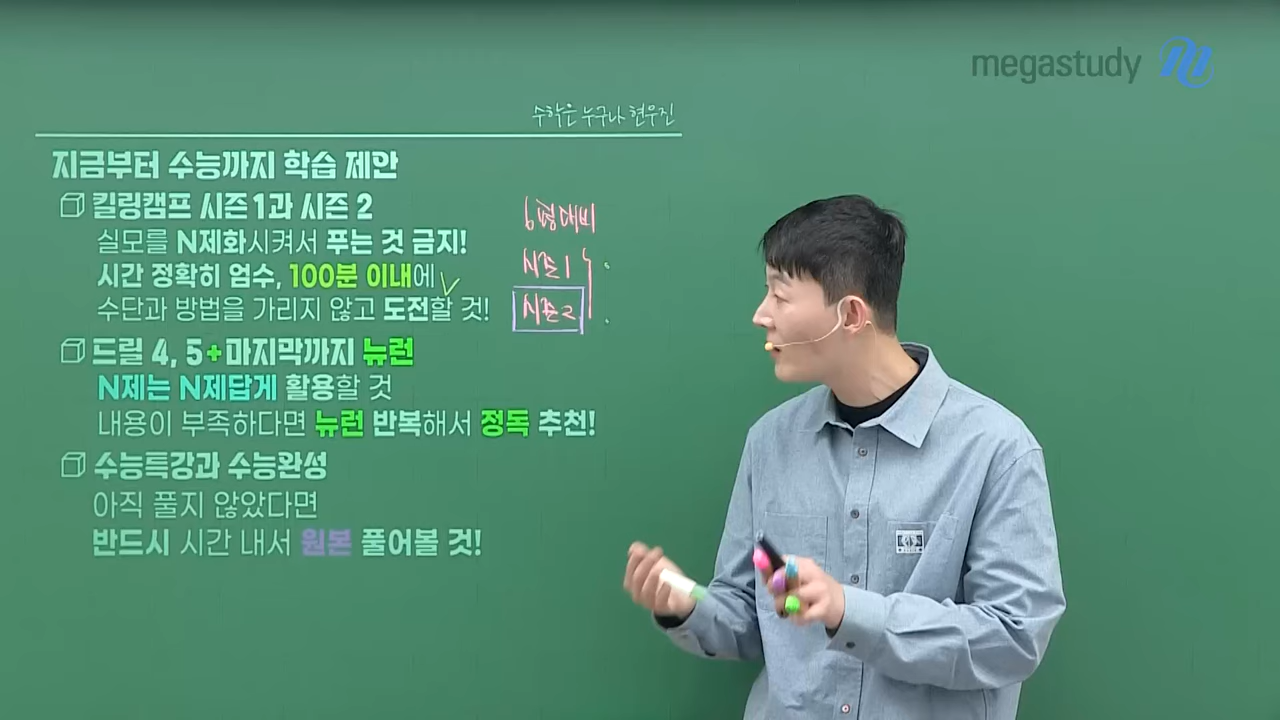 megastudy
수학은 누구나 현우진
지금부터 수능까지 학습 제안
킬링캠프 시즌 1과 시즌 2
실모를 N제화시켜서 푸는 것 금지!
시간 정확히 엄수, 100분 이내에
수단과 방법을 가리지 않고 도전할 것!
6평대비
시즌1
시즌2
드릴 4, 5+마지막까지 뉴런
N제는 N제답게 활용할 것
내용이 부족하다면 뉴런 반복해서 정독 추천!
수능특강과 수능완성
아직 풀지 않았다면
반드시 시간 내서 원본 풀어볼 것!